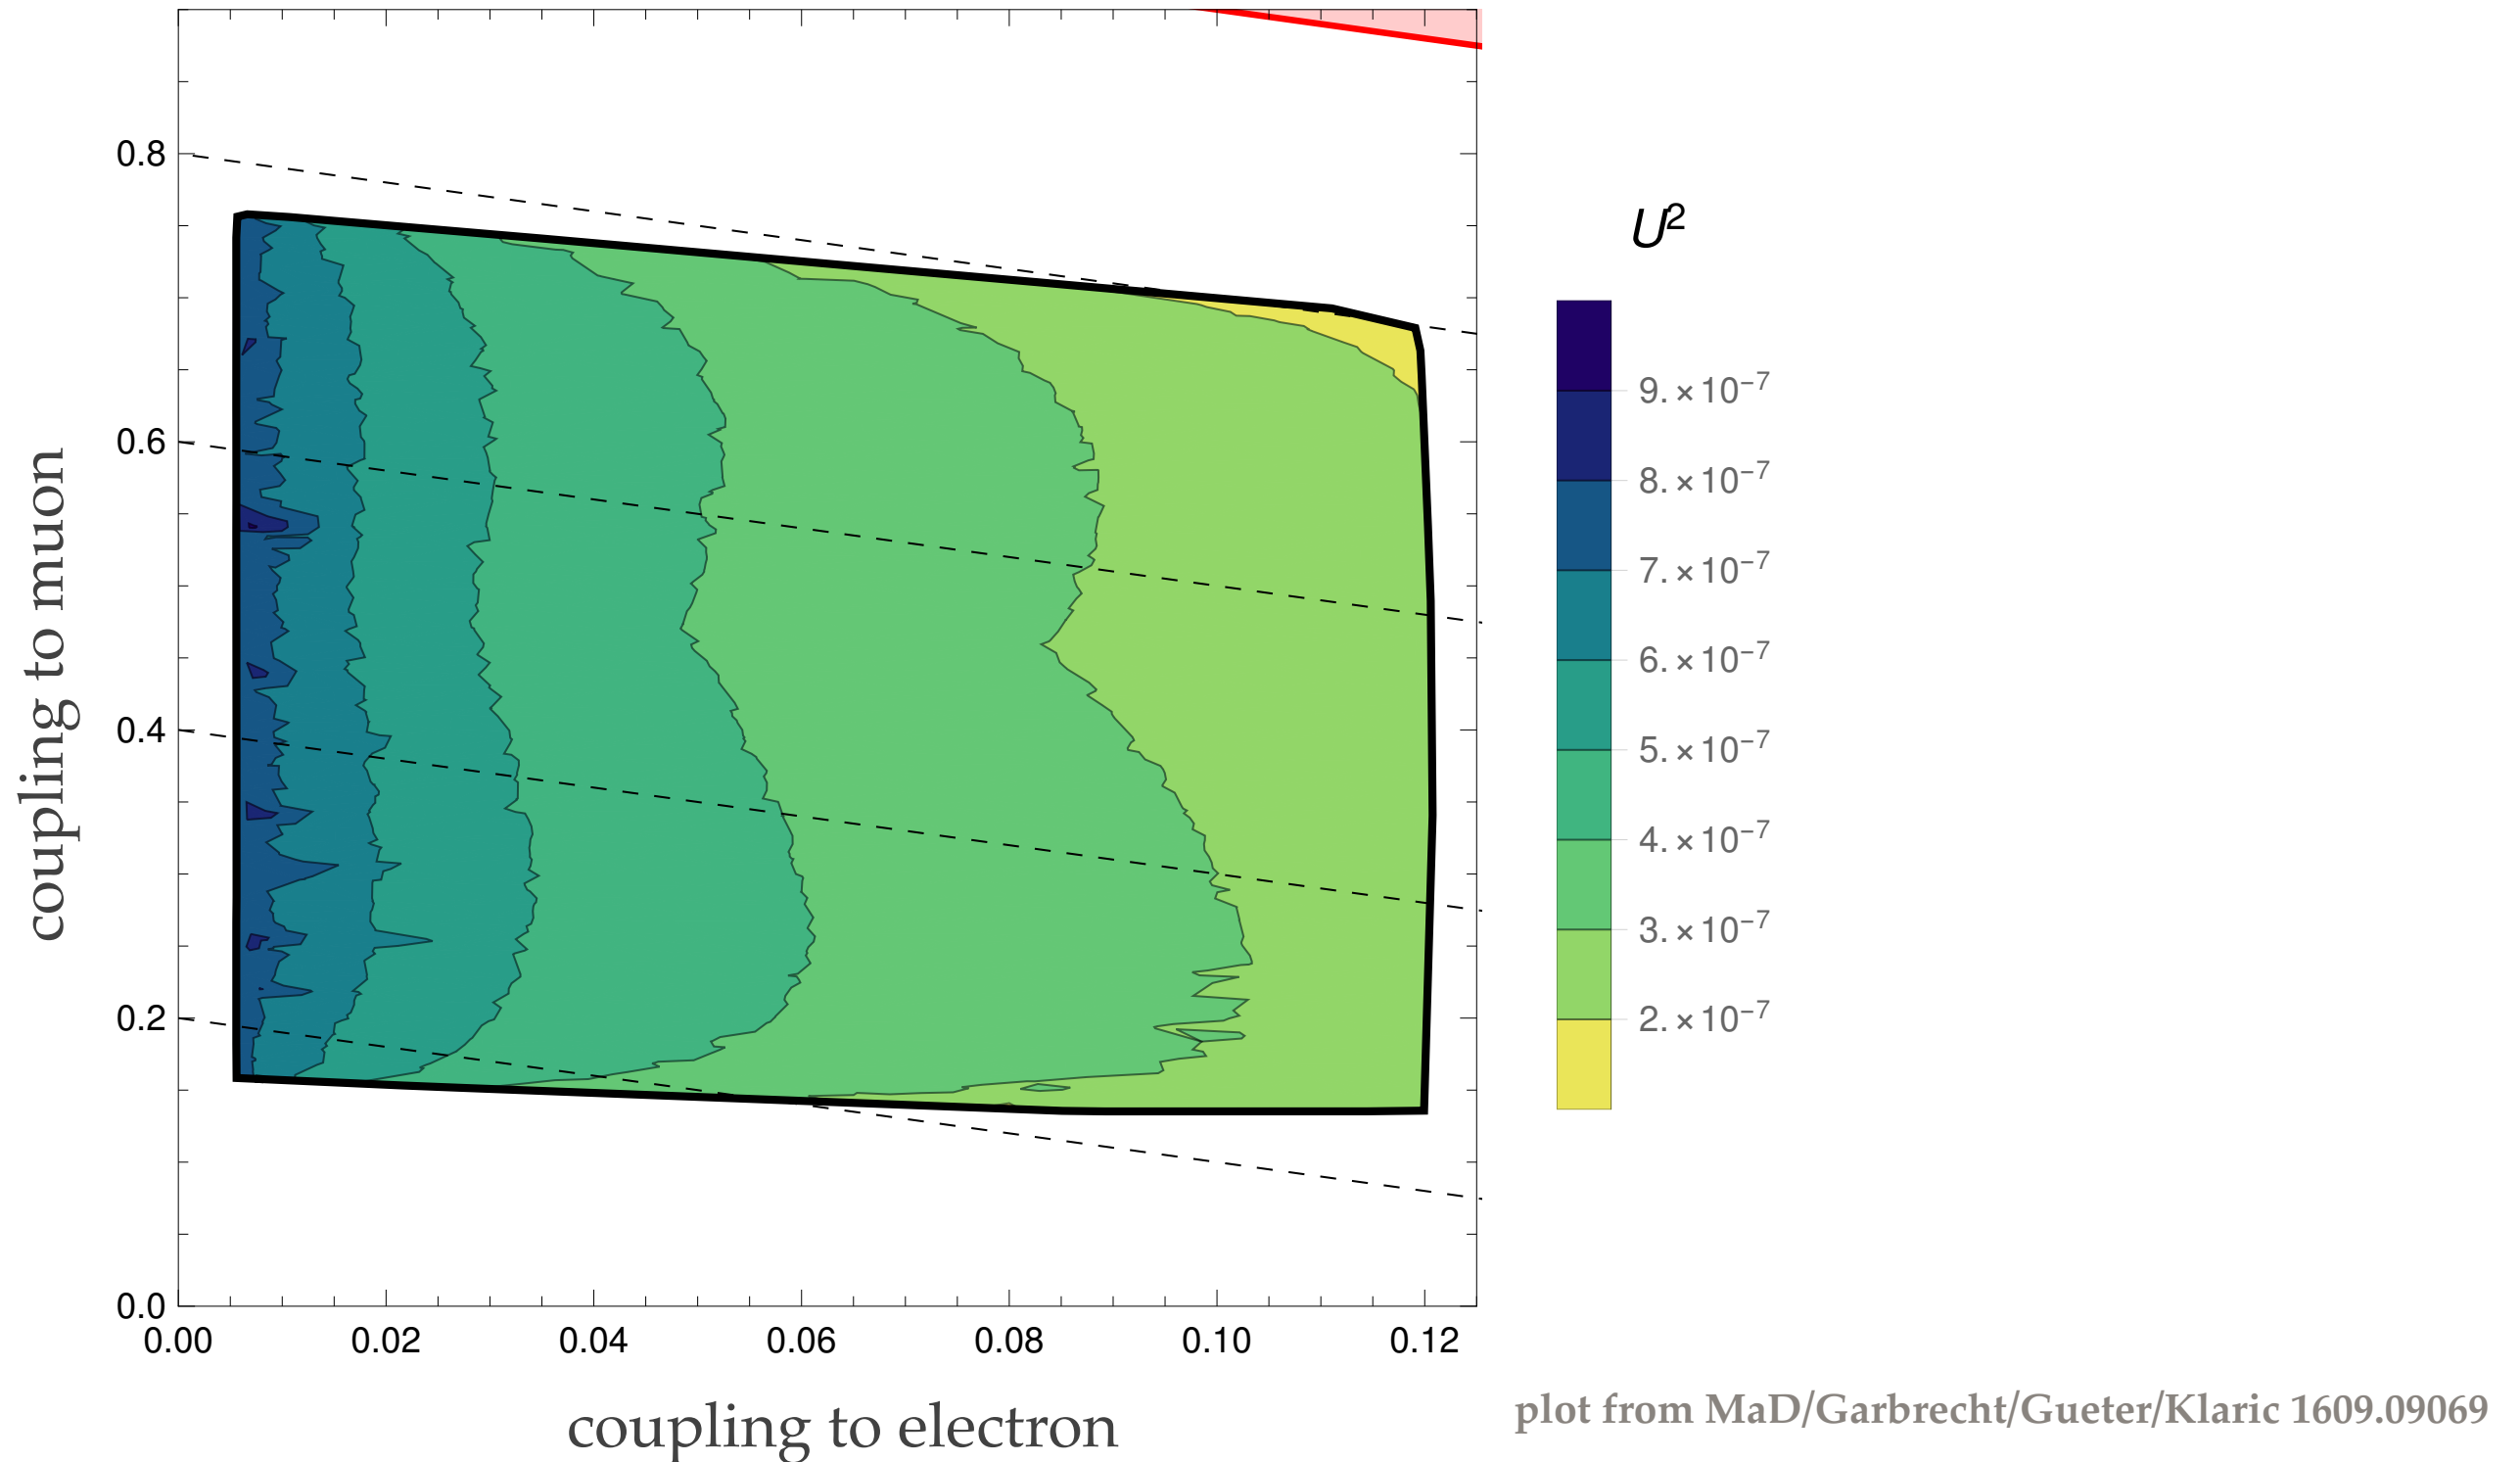 U²
0.8
0.6
0.4
0.2
0.0
coupling to muon
9.×10⁻⁷
8.×10⁻⁷
7.×10⁻⁷
6.×10⁻⁷
5.×10⁻⁷
4.×10⁻⁷
3.×10⁻⁷
2.×10⁻⁷
0.00 0.02 0.04 0.06 0.08 0.10 0.12
coupling to electron
plot from MaD/Garbrecht/Gueter/Klaric 1609.09069